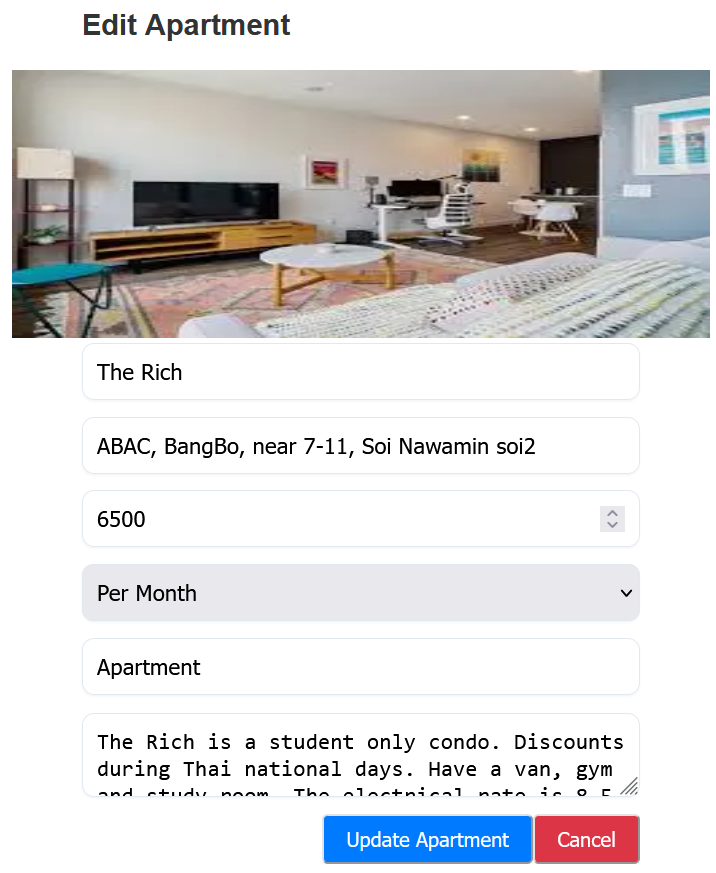 Edit Apartment
The Rich
ABAC, BangBo, near 7-11, Soi Nawamin soi2
6500
Per Month
Apartment
The Rich is a student only condo. Discounts
during Thai national days. Have a van, gym
and study room. The electrical rate is 8.5
Update Apartment
Cancel